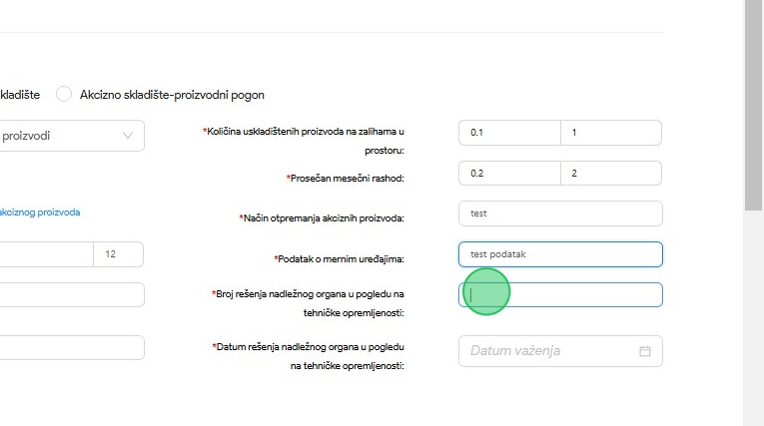 kladište
Akcizno skladište-proizvodni pogon
proizvodi
*Količina uskladištenih proizvoda na zalihama u
prostoru:
0.1
1
*Prosečan mesečni rashod:
0.2
2
akciznog proizvoda
*Način otpremanja akciznih proizvoda:
test
12
*Podatak o mernim uređajima:
test podatak
*Broj rešenja nadležnog organa u pogledu na
tehničke opremljenosti:
*Datum rešenja nadležnog organa u pogledu
na tehničke opremljenosti:
Datum važenja